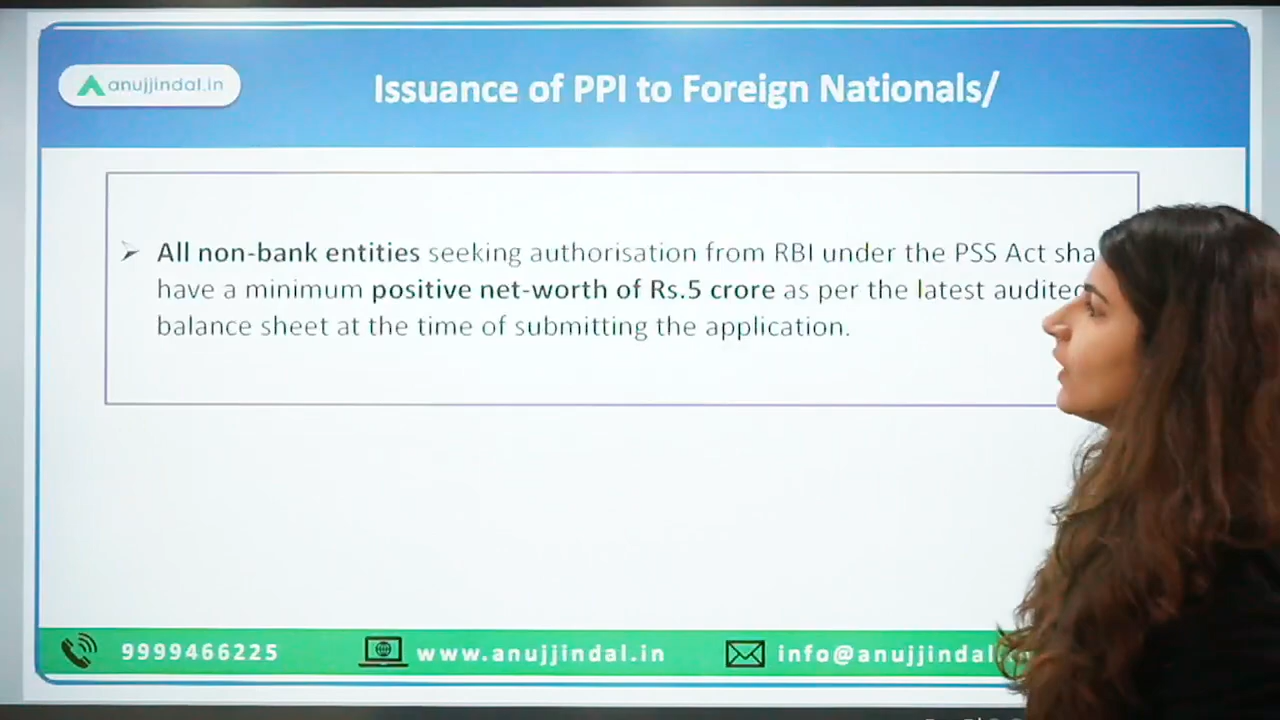 anujjindal.in
Issuance of PPI to Foreign Nationals/
All non-bank entities seeking authorisation from RBI under the PSS Act sha
have a minimum positive net-worth of Rs.5 crore as per the latest audited
balance sheet at the time of submitting the application.
9999466225 www.anujjindal.in info@anujjindal